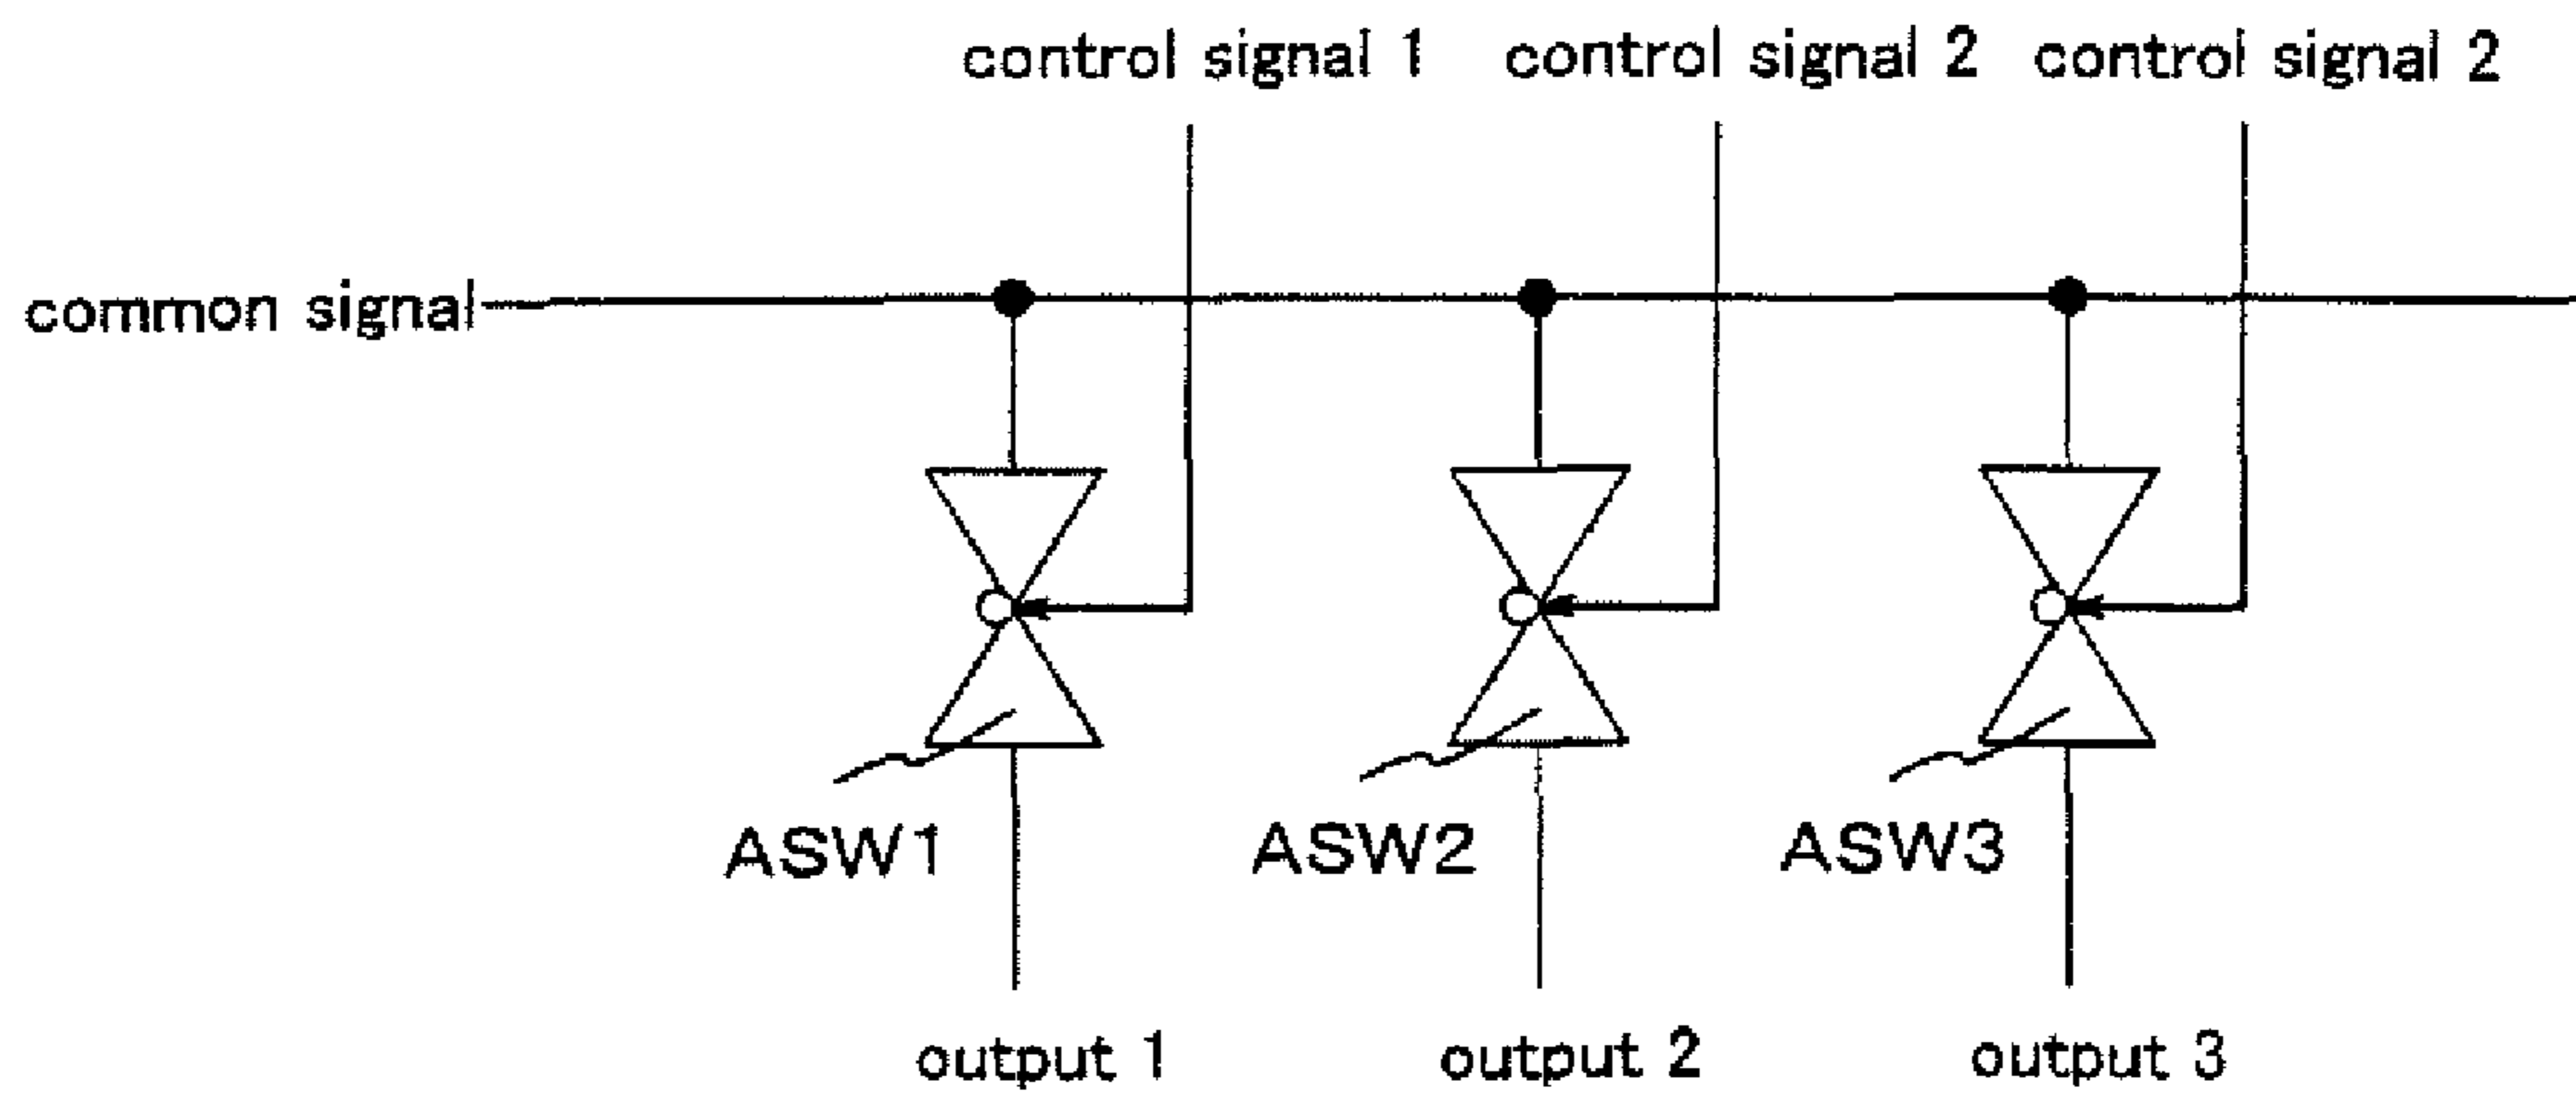 control signal 1 control signal 2 control signal 2
common signal
ASW1 ASW2 ASW3
output 1 output 2 output 3